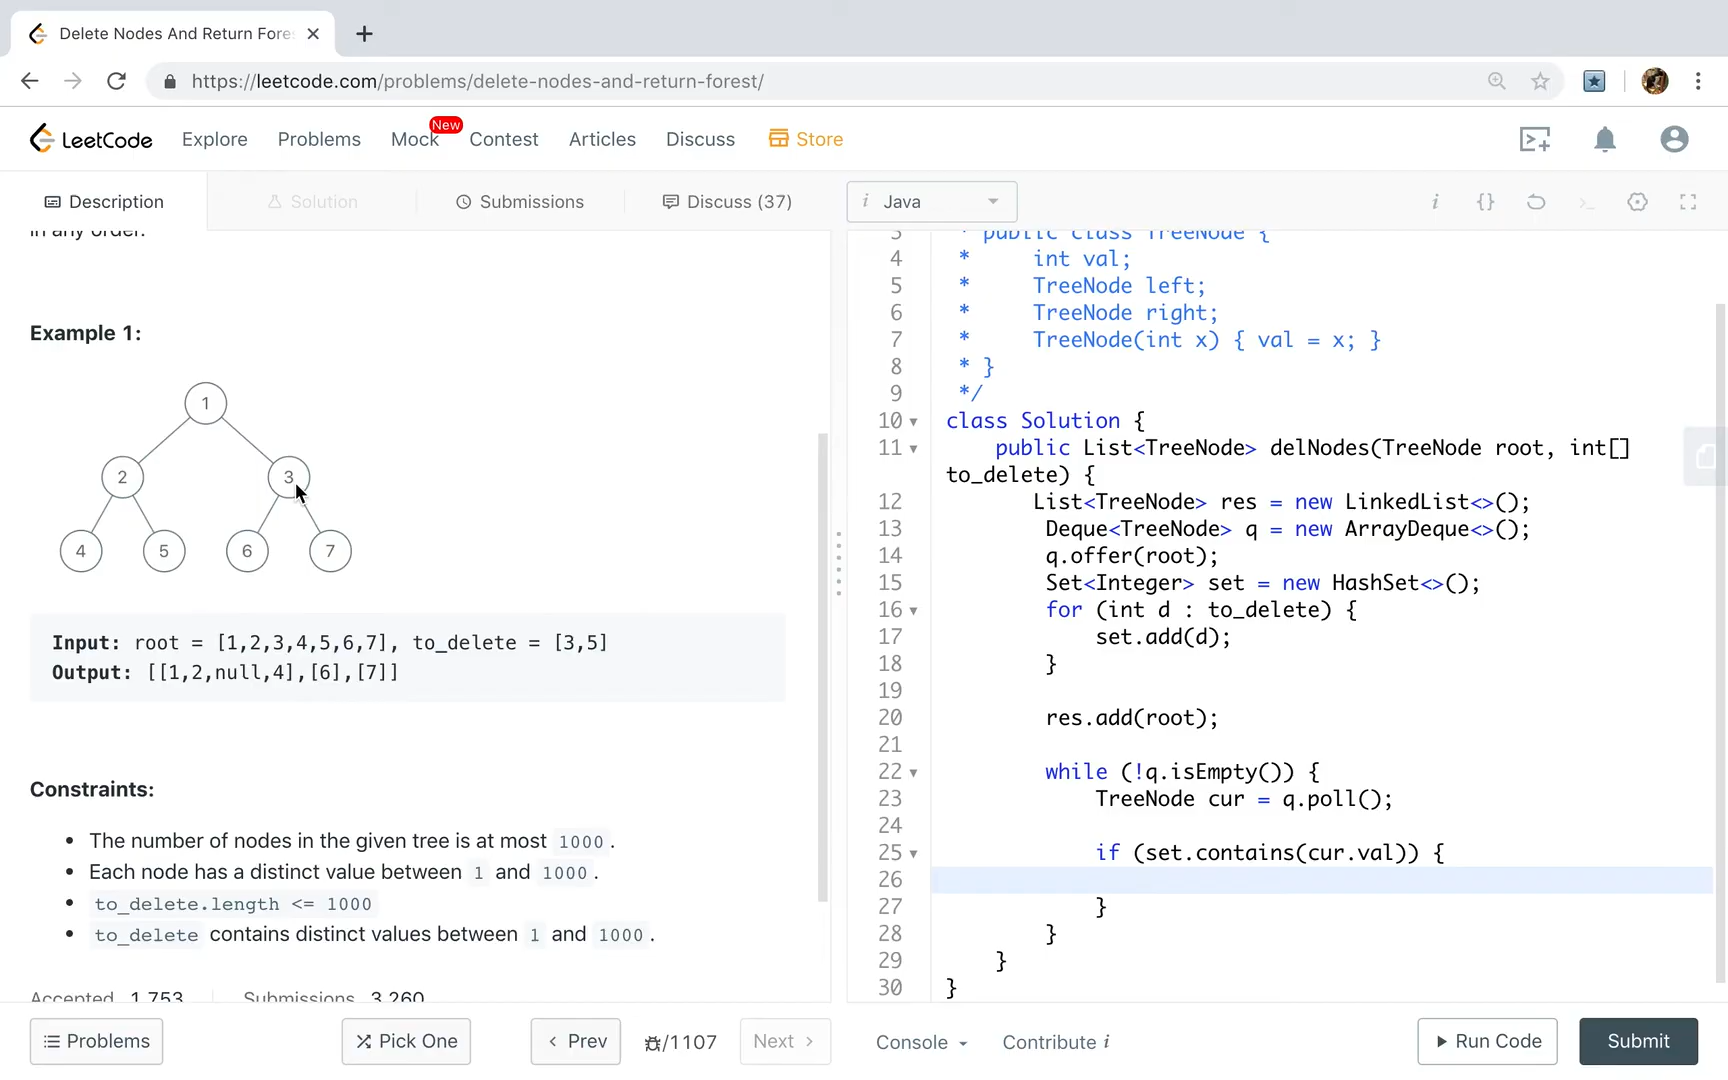 Delete Nodes And Return Fore
https://leetcode.com/problems/delete-nodes-and-return-forest/
LeetCode Explore Problems Mock New Contest Articles Discuss Store
Description Solution Submissions Discuss (37) i Java i {}
in any order.
Example 1:
1
2 3
4 5 6 7
Input: root = [1,2,3,4,5,6,7], to_delete = [3,5]
Output: [[1,2,null,4],[6],[7]]
Constraints:
• The number of nodes in the given tree is at most 1000.
• Each node has a distinct value between 1 and 1000.
• to_delete.length <= 1000
• to_delete contains distinct values between 1 and 1000.
Accepted 1,753 Submissions 3,260
3 * public class TreeNode {
4 * int val;
5 * TreeNode left;
6 * TreeNode right;
7 * TreeNode(int x) { val = x; }
8 * }
9 */
10 class Solution {
11 public List<TreeNode> delNodes(TreeNode root, int[]
to_delete) {
12 List<TreeNode> res = new LinkedList<>();
13 Deque<TreeNode> q = new ArrayDeque<>();
14 q.offer(root);
15 Set<Integer> set = new HashSet<>();
16 for (int d : to_delete) {
17 set.add(d);
18 }
19
20 res.add(root);
21
22 while (!q.isEmpty()) {
23 TreeNode cur = q.poll();
24
25 if (set.contains(cur.val)) {
26
27 }
28 }
29 }
30 }
Problems Pick One < Prev /1107 Next > Console Contribute i Run Code Submit